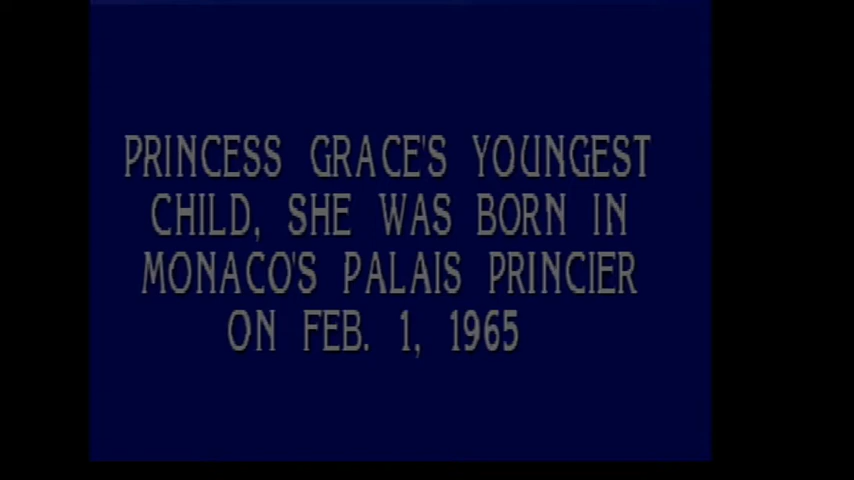 PRINCESS GRACE'S YOUNGEST
CHILD, SHE WAS BORN IN
MONACO'S PALAIS PRINCIER
ON FEB. 1, 1965